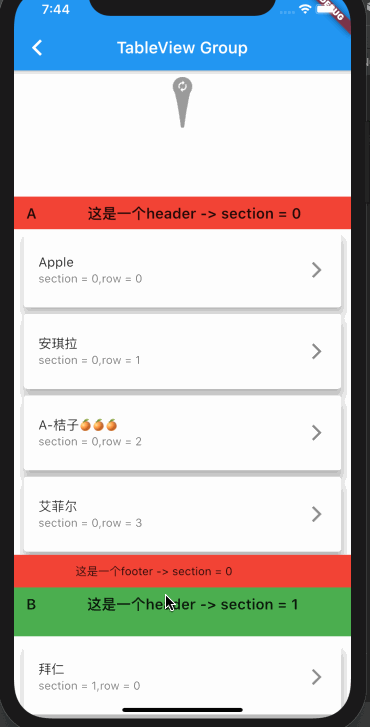 7:44
DEBUG
TableView Group
A 这是一个header -> section = 0
Apple
section = 0,row = 0
安琪拉
section = 0,row = 1
A-桔子🍊🍊🍊
section = 0,row = 2
艾菲尔
section = 0,row = 3
这是一个footer -> section = 0
B 这是一个header -> section = 1
拜仁
section = 1,row = 0